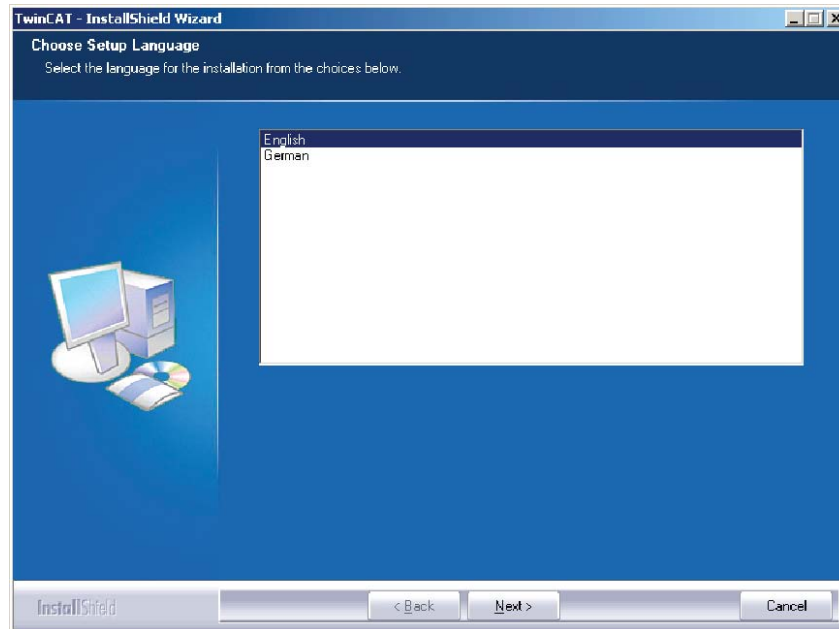 TwinCAT - InstallShield Wizard
Choose Setup Language
Select the language for the installation from the choices below.
English
German
InstallShield
< Back
Next >
Cancel